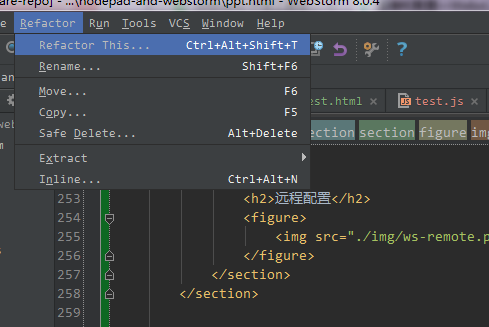 are-repo] - ...\nodepad-and-webstorm\ppt.html] - WebStorm 8.0.4
Refactor Run Tools VCS Window Help
Refactor This... Ctrl+Alt+Shift+T
Rename... Shift+F6
Move... F6
Copy... F5
Safe Delete... Alt+Delete
Extract
Inline... Ctrl+Alt+N
est.html test.js
ection section figure img
253 <h2>远程配置</h2>
254 <figure>
255 <img src="./img/ws-remote.p
256 </figure>
257 </section>
258 </section>
259